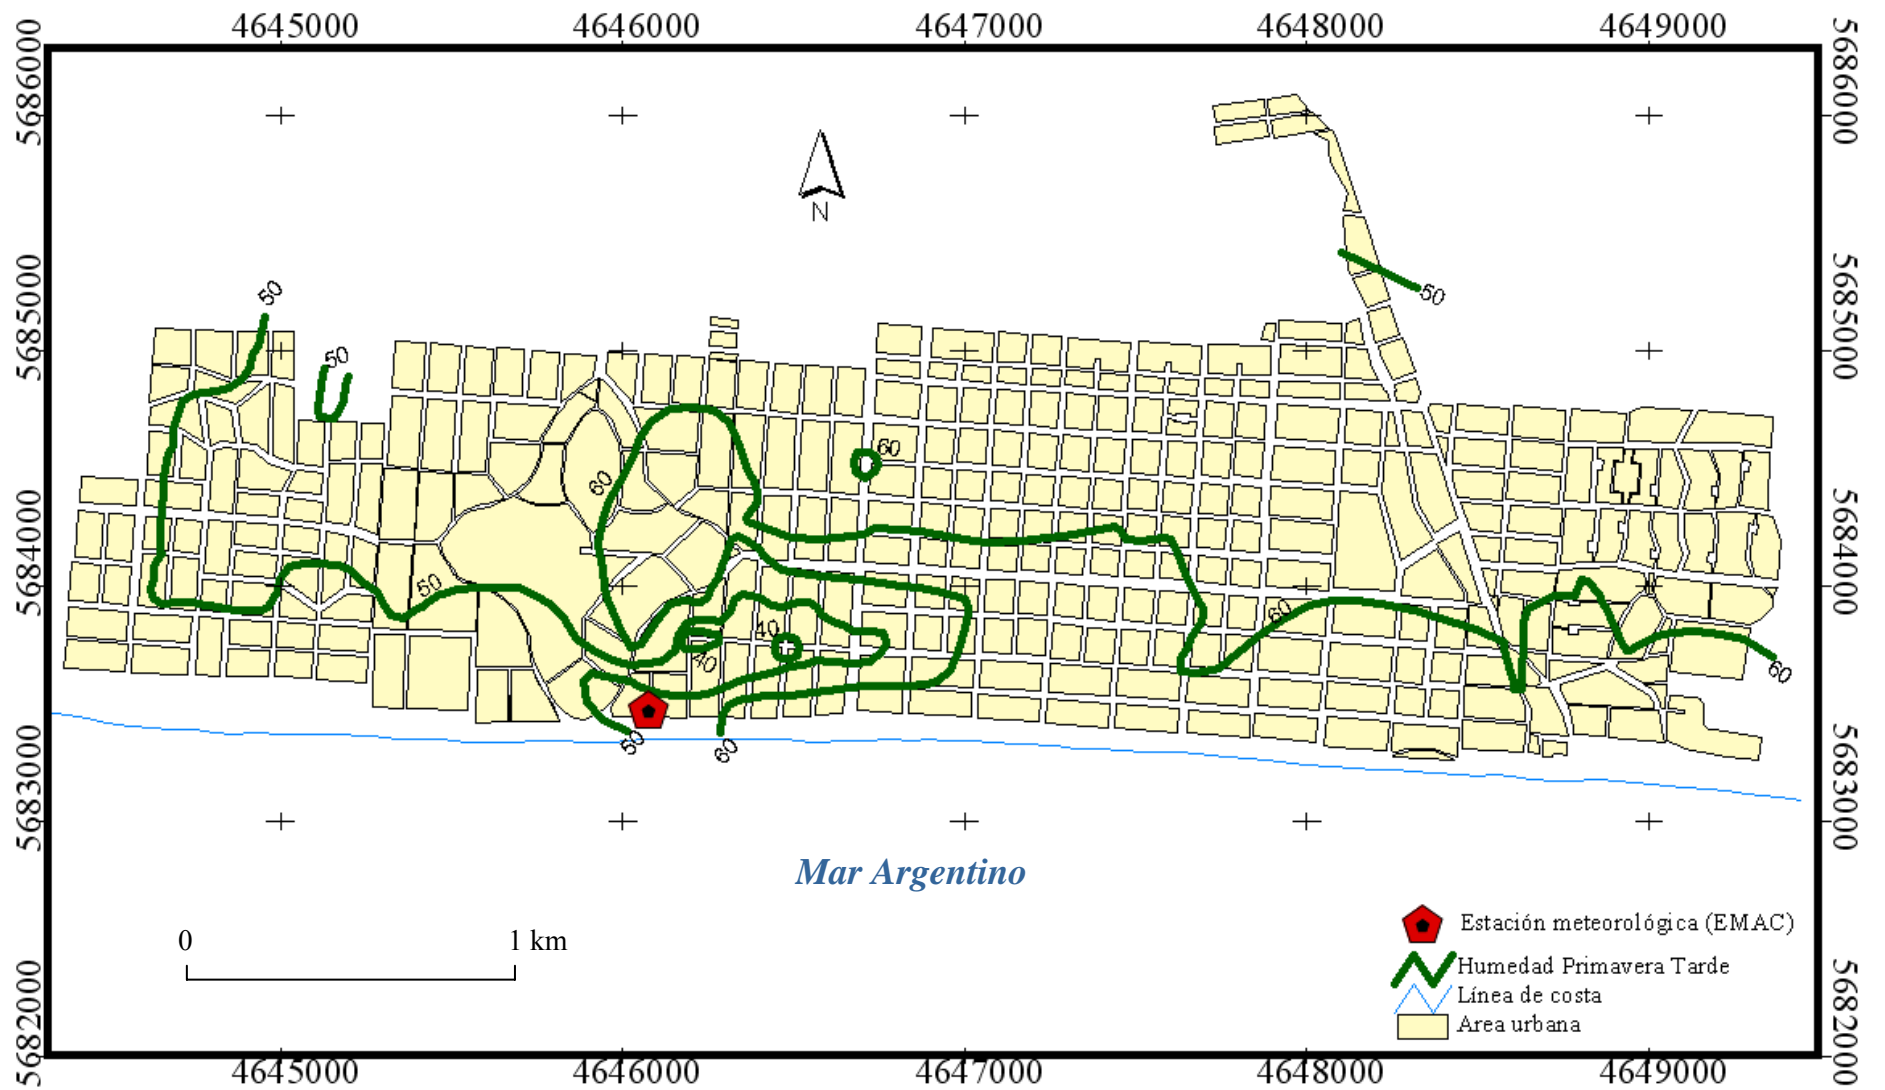 4645000 4646000 4647000 4648000 4649000
5686000 5686000
N
50
50
5685000 5685000
50
60
60
5684000 5684000
50
60
40
40
60
50
60
5683000 5683000
Mar Argentino
0 1 km
Estación meteorológica (EMAC)
Humedad Primavera Tarde
Línea de costa
Area urbana
5682000 5682000
4645000 4646000 4647000 4648000 4649000